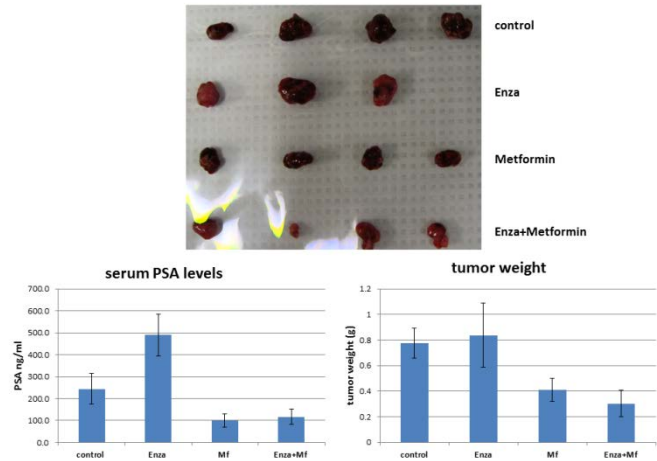 control
Enza
Metformin
Enza+Metformin
serum PSA levels
700.0
600.0
500.0
400.0
300.0
200.0
100.0
0.0
PSA ng/ml
control Enza Mf Enza+Mf
tumor weight
1.2
1
0.8
0.6
0.4
0.2
0
tumor weight (g)
control Enza Mf Enza+Mf